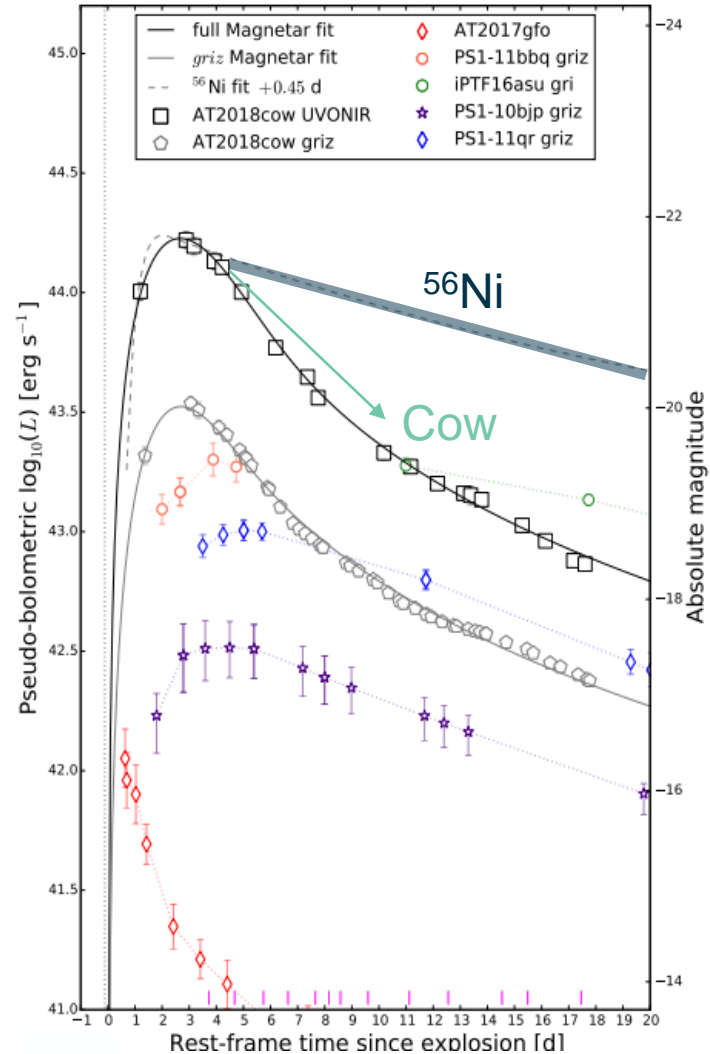 full Magnetar fit
griz Magnetar fit
⁵⁶Ni fit +0.45 d
AT2018cow UVONIR
AT2018cow griz
AT2017gfo
PS1-11bbq griz
iPTF16asu gri
PS1-10bjp griz
PS1-11qr griz
⁵⁶Ni
Cow
Pseudo-bolometric log₁₀(L) [erg s⁻¹]
45.0
44.5
44.0
43.5
43.0
42.5
42.0
41.5
41.0
Absolute magnitude
−24
−22
−20
−18
−16
−14
−1 0 1 2 3 4 5 6 7 8 9 10 11 12 13 14 15 16 17 18 19 20
Rest-frame time since explosion [d]